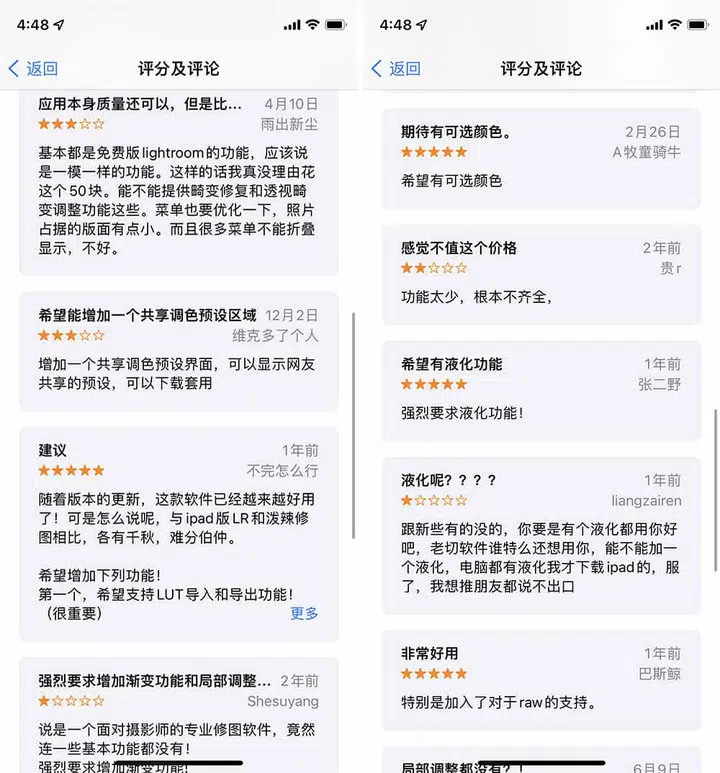 4:48
返回
评分及评论
应用本身质量还可以，但是比... 4月10日
★★★☆☆ 雨出新尘
基本都是免费版lightroom的功能，应该说
是一模一样的功能。这样的话我真没理由花
这个50块。能不能提供畸变修复和透视畸
变调整功能这些。菜单也要优化一下，照片
占据的版面有点小。而且很多菜单不能折叠
显示，不好。
希望能增加一个共享调色预设区域 12月2日
★★★☆☆ 维克多了个人
增加一个共享调色预设界面，可以显示网友
共享的预设，可以下载套用
建议 1年前
★★★★★ 不完怎么行
随着版本的更新，这款软件已经越来越好用
了！可是怎么说呢，与ipad版LR和泼辣修
图相比，各有千秋，难分伯仲。
希望增加下列功能！
第一个，希望支持LUT导入和导出功能！
（很重要） 更多
强烈要求增加渐变功能和局部调整... 2年前
★☆☆☆☆ Shesuyang
说是一个面对摄影师的专业修图软件，竟然
连一些基本功能都没有！
强烈要求增加渐变功能!
4:48
返回
评分及评论
期待有可选颜色。 2月26日
★★★★★ A牧童骑牛
希望有可选颜色
感觉不值这个价格 2年前
★★☆☆☆ 贵r
功能太少，根本不齐全，
希望有液化功能 1年前
★★★★★ 张二野
强烈要求液化功能！
液化呢？？？？ 1年前
★☆☆☆☆ liangzairen
跟新些有的没的，你要是有个液化都用你好
吧，老切软件谁特么还想用你，能不能加一
个液化，电脑都有液化我才下载ipad的，服
了，我想推朋友都说不出口
非常好用 1年前
★★★★★ 巴斯鲸
特别是加入了对于raw的支持。
局部调整都没有？！ 6月9日